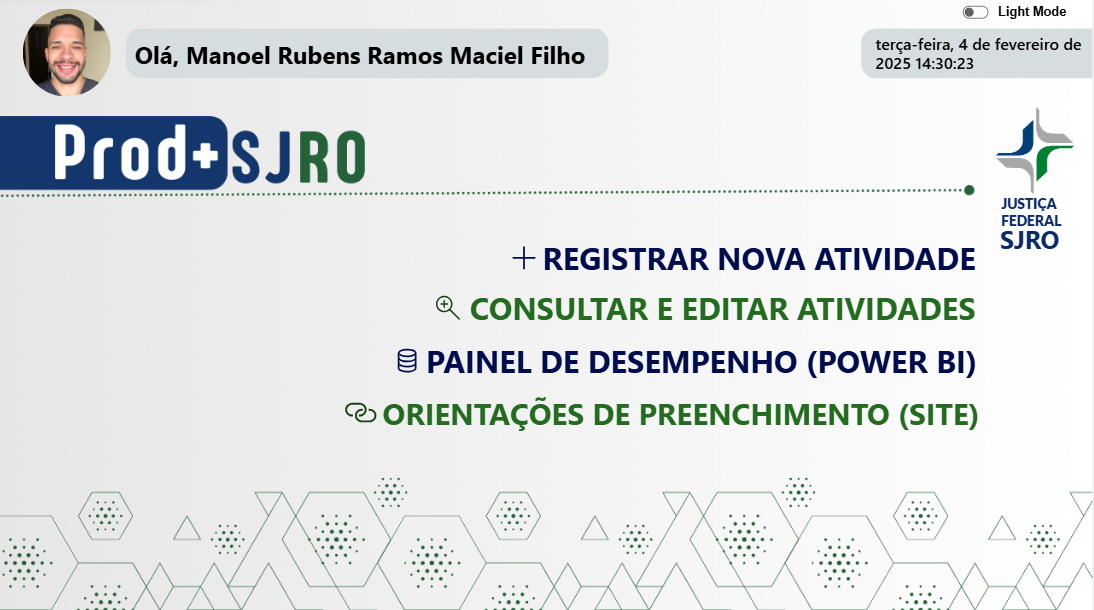 Light Mode
Olá, Manoel Rubens Ramos Maciel Filho
terça-feira, 4 de fevereiro de
2025 14:30:23
Prod+SJRO
JUSTIÇA
FEDERAL
SJRO
REGISTRAR NOVA ATIVIDADE
CONSULTAR E EDITAR ATIVIDADES
PAINEL DE DESEMPENHO (POWER BI)
ORIENTAÇÕES DE PREENCHIMENTO (SITE)